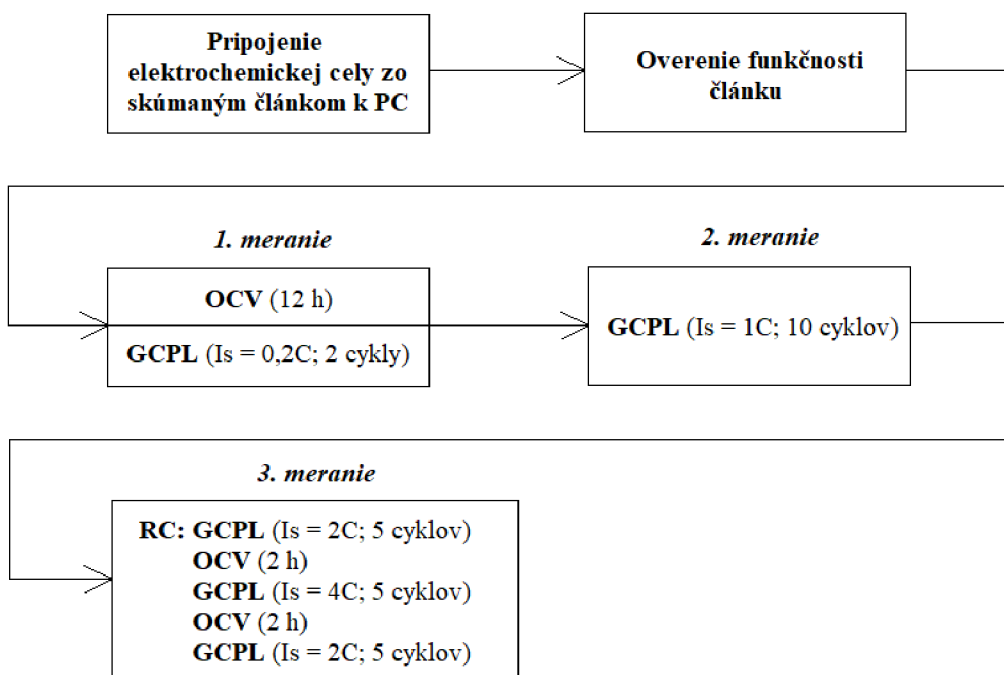 Pripojenie
elektrochemickej cely zo
skúmaným článkom k PC
Overenie funkčnosti
článku
1. meranie
OCV (12 h)
GCPL (Is = 0,2C; 2 cykly)
2. meranie
GCPL (Is = 1C; 10 cyklov)
3. meranie
RC: GCPL (Is = 2C; 5 cyklov)
OCV (2 h)
GCPL (Is = 4C; 5 cyklov)
OCV (2 h)
GCPL (Is = 2C; 5 cyklov)